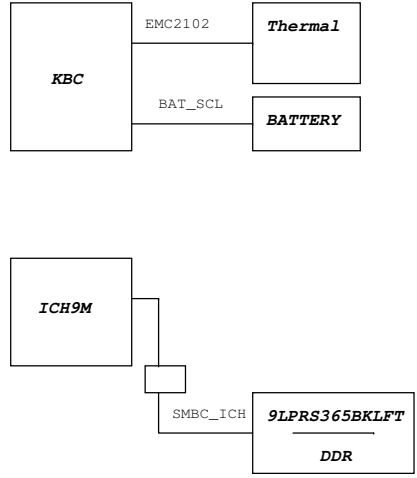 EMC2102
Thermal
KBC
BAT_SCL
BATTERY
ICH9M
SMBC_ICH
9LPRS365BKLFT
DDR